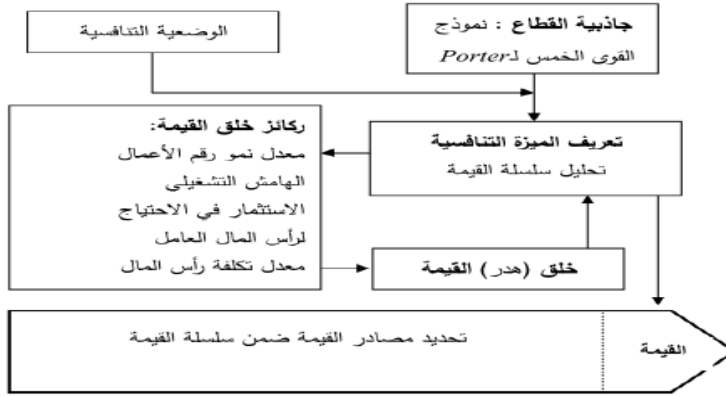 جاذبية القطاع : نموذج
القوى الخمس لـPorter
الوضعية التنافسية
تعريف الميزة التنافسية
تحليل سلسلة القيمة
ركائز خلق القيمة:
معدل نمو رقم الأعمال
الهامش التشغيلي
الاستثمار في الاحتياج
لرأس المال العامل
معدل تكلفة رأس المال
خلق (هدر) القيمة
تحديد مصادر القيمة ضمن سلسلة القيمة
القيمة